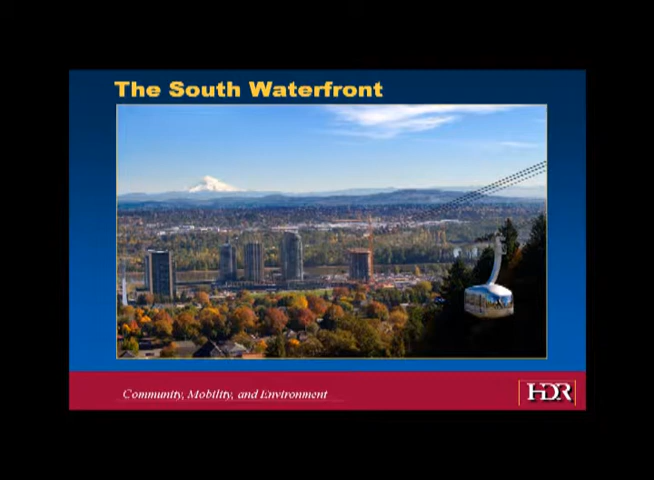 The South Waterfront
Community, Mobility, and Environment
HDR